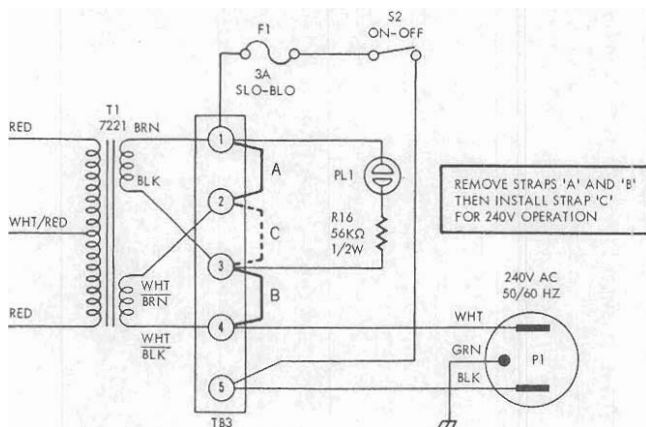 S2
ON-OFF
F1
3A
SLO-BLO
T1
7221
RED
BRN
1
A
BLK
2
PL1
REMOVE STRAPS 'A' AND 'B'
THEN INSTALL STRAP 'C'
FOR 240V OPERATION
WHT/RED
C
R16
56KΩ
1/2W
3
B
240V AC
50/60 HZ
WHT
BRN
RED
WHT
BLK
4
WHT
GRN
P1
BLK
5
TB3